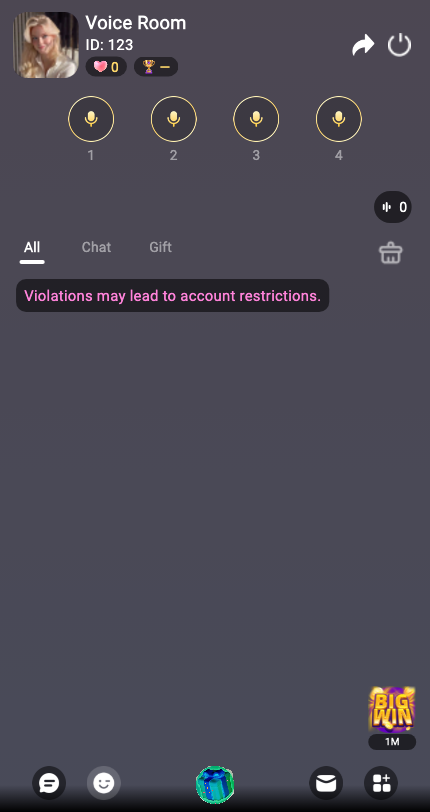 Voice Room
ID: 123
0
1
2
3
4
0
All
Chat
Gift
Violations may lead to account restrictions.
BIG
WIN
1M